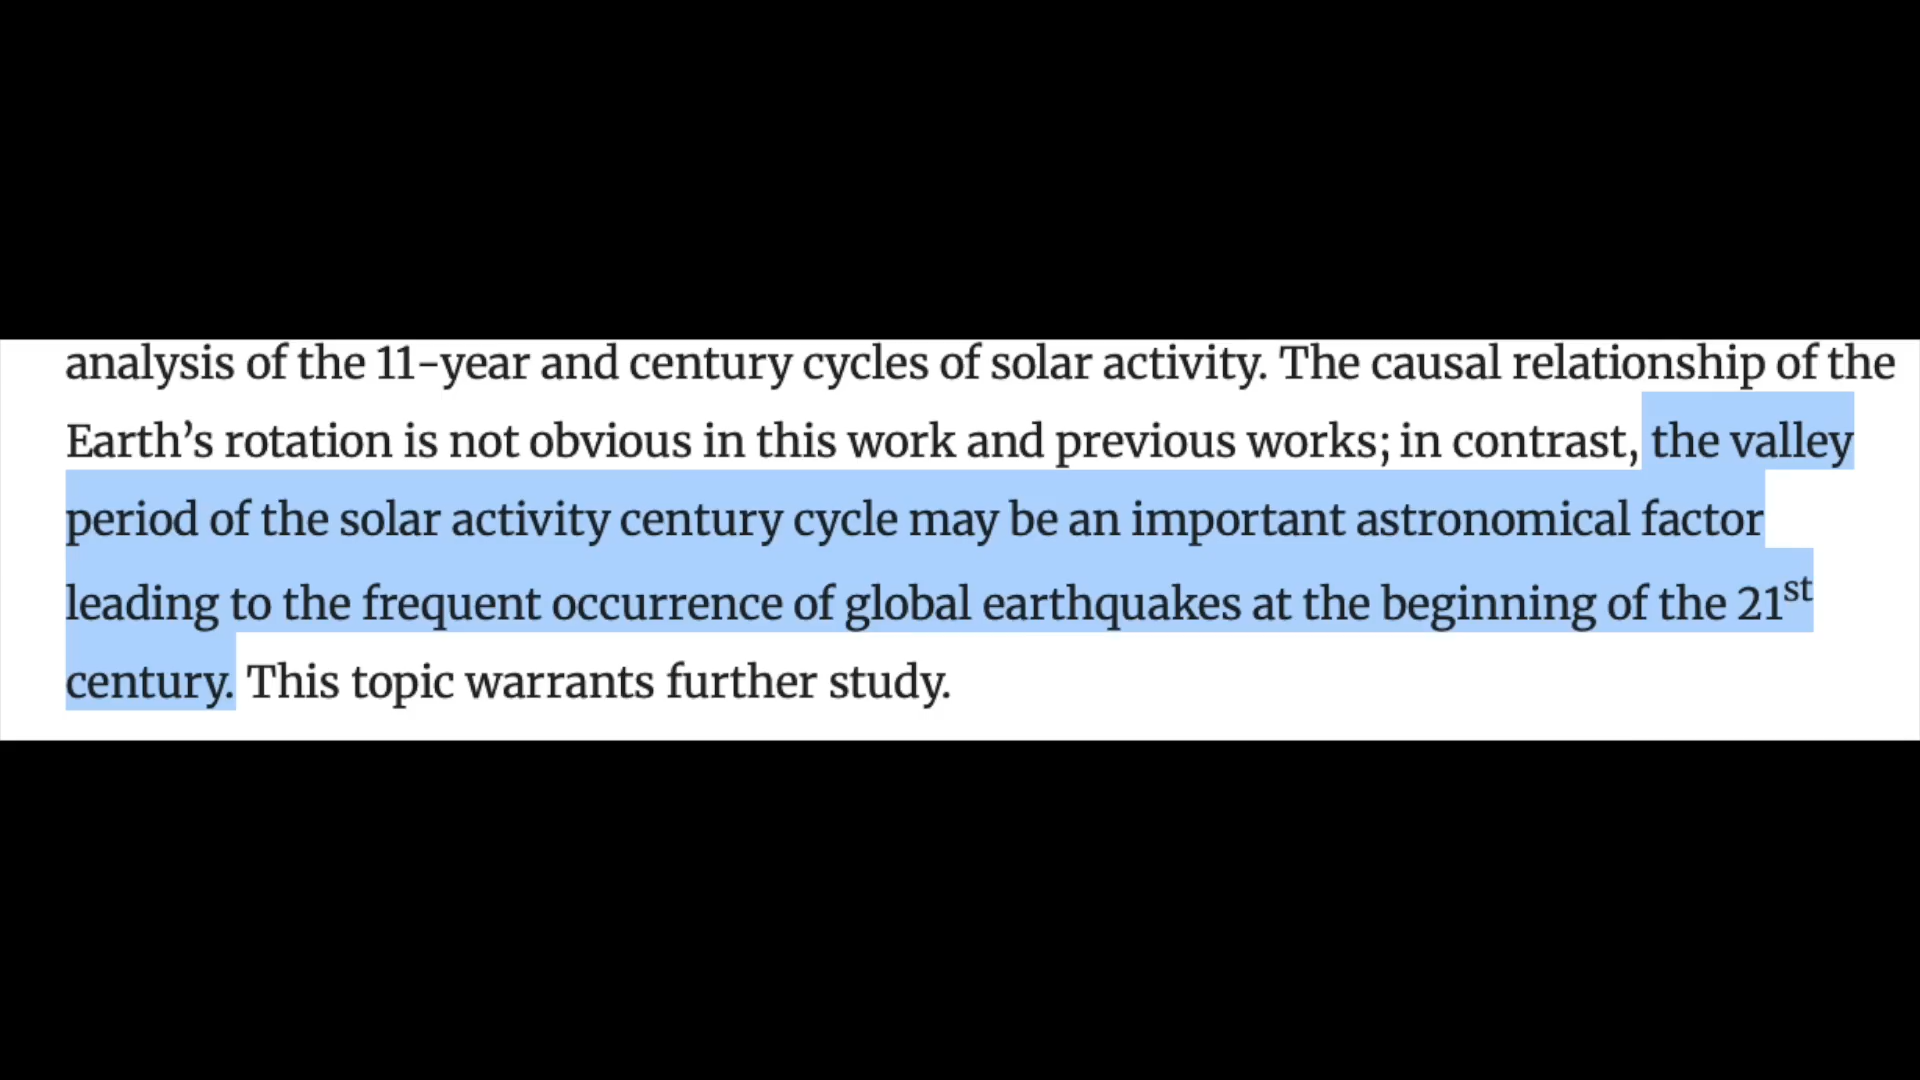 analysis of the 11-year and century cycles of solar activity. The causal relationship of the
Earth’s rotation is not obvious in this work and previous works; in contrast, the valley
period of the solar activity century cycle may be an important astronomical factor
leading to the frequent occurrence of global earthquakes at the beginning of the 21st
century. This topic warrants further study.